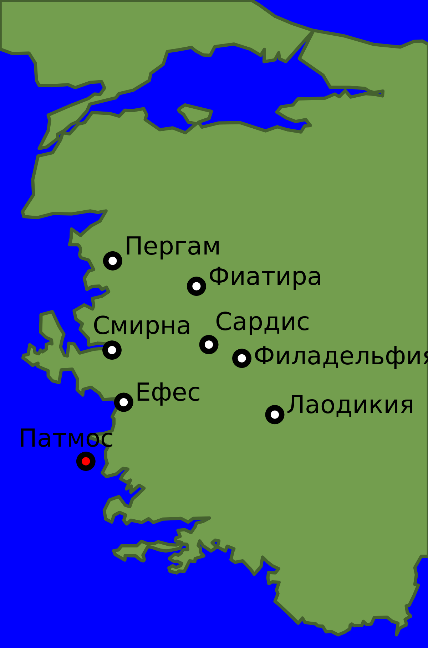 Пергам
Фиатира
Сардис
Смирна
Филадельфия
Ефес
Лаодикия
Патмос